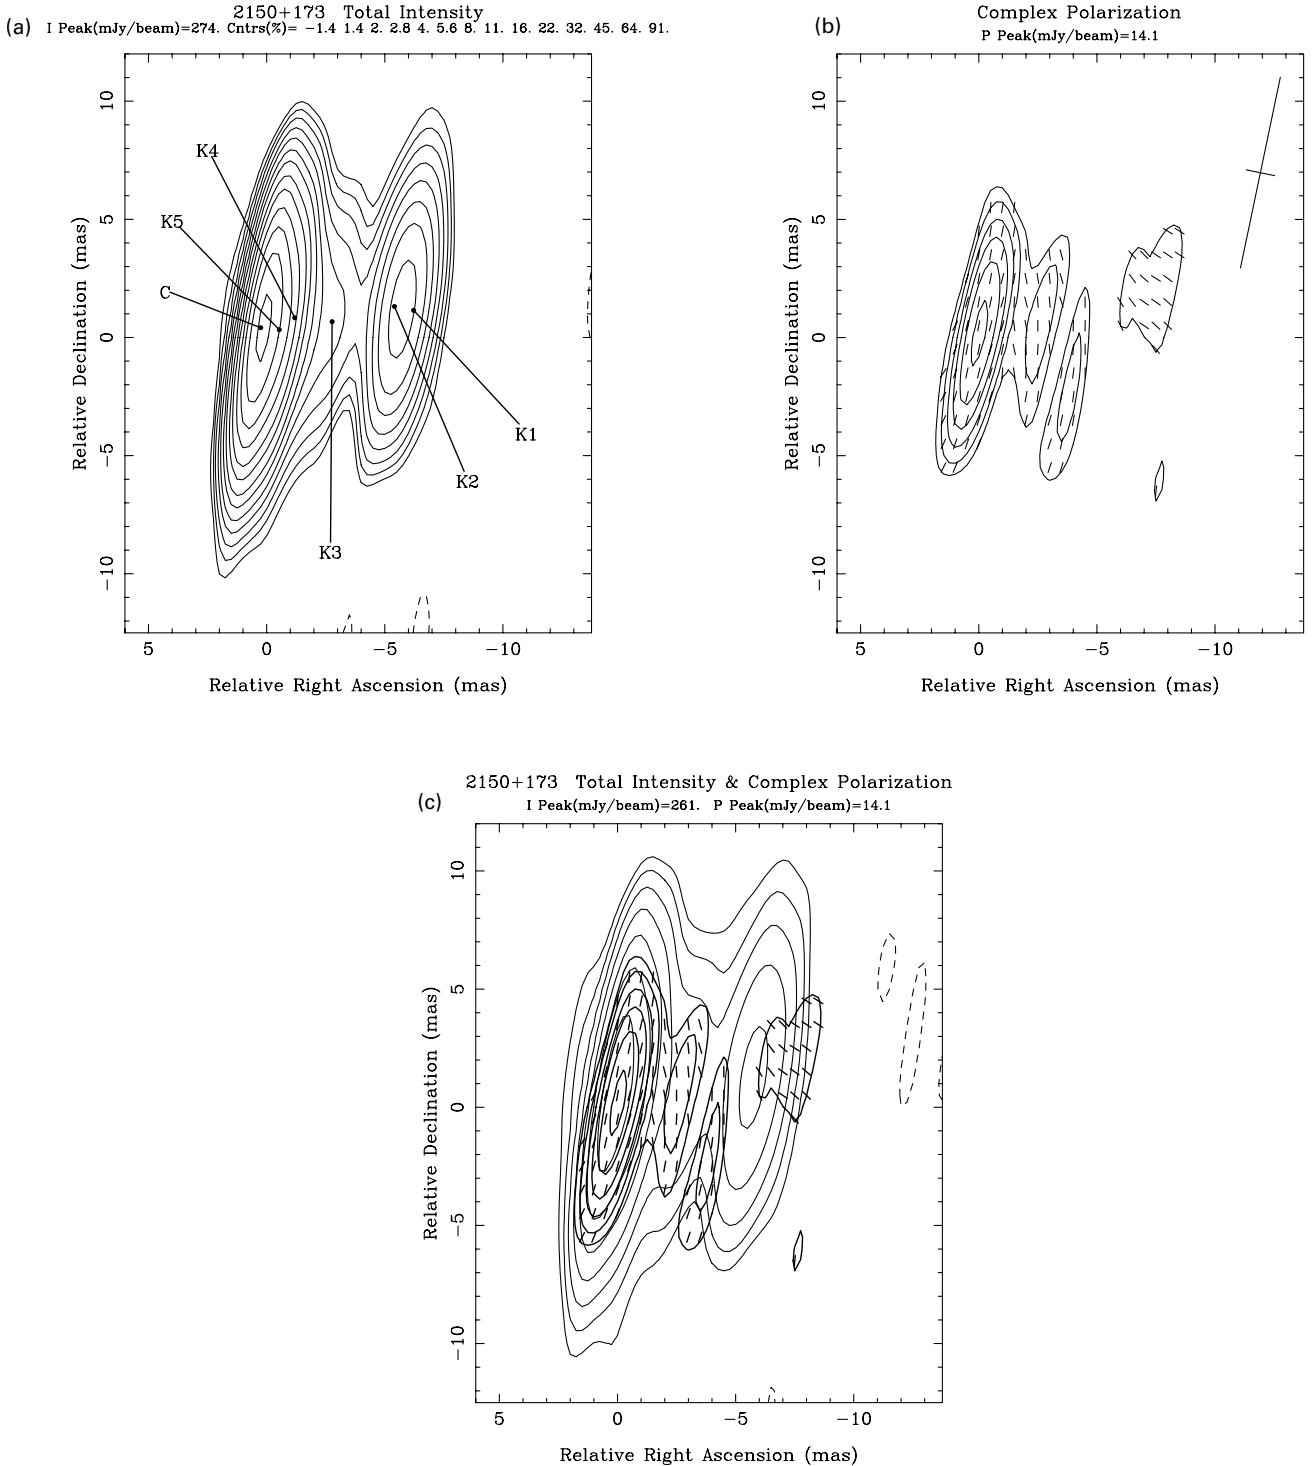 (a)
2150+173 Total Intensity
I Peak(mJy/beam)=274. Cntrs(%)= −1.4 1.4 2. 2.8 4. 5.6 8. 11. 16. 22. 32. 45. 64. 91.
10
5
0
−5
−10
Relative Declination (mas)
K4
K5
C
K1
K2
K3
5 0 −5 −10
Relative Right Ascension (mas)
(b)
Complex Polarization
P Peak(mJy/beam)=14.1
10
5
0
−5
−10
Relative Declination (mas)
5 0 −5 −10
Relative Right Ascension (mas)
(c)
2150+173 Total Intensity & Complex Polarization
I Peak(mJy/beam)=261. P Peak(mJy/beam)=14.1
10
5
0
−5
−10
Relative Declination (mas)
5 0 −5 −10
Relative Right Ascension (mas)